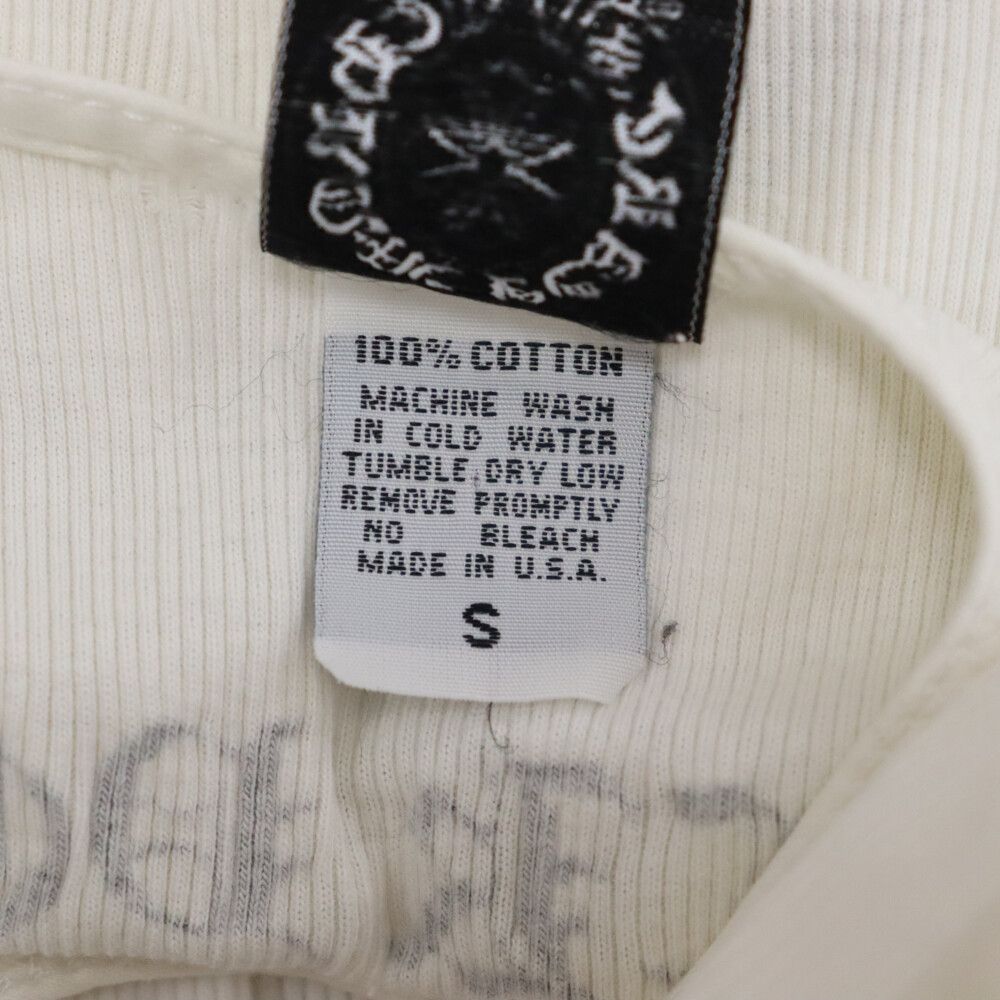 100% COTTON
MACHINE WASH
IN COLD WATER
TUMBLE DRY LOW
REMOVE PROMPTLY
NO BLEACH
MADE IN U.S.A.
S